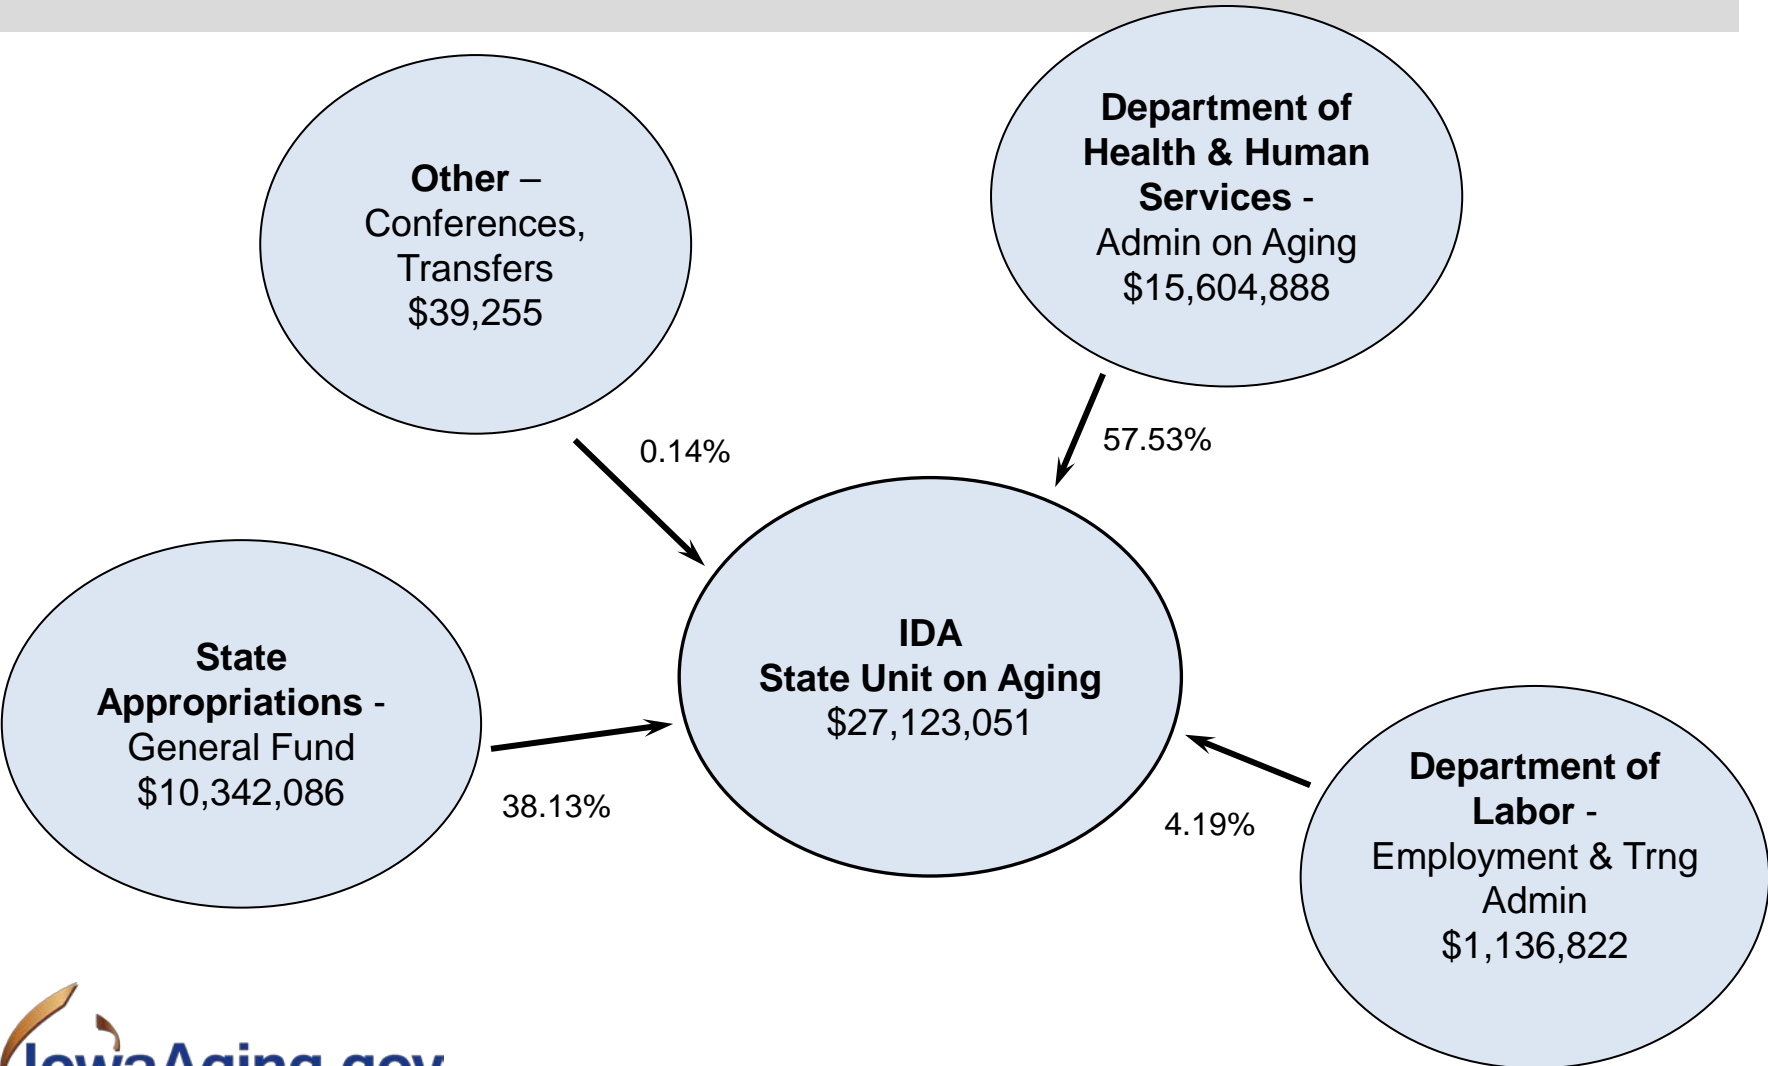 Other –
Conferences,
Transfers
$39,255
Department of
Health & Human
Services -
Admin on Aging
$15,604,888
0.14%
57.53%
IDA
State Unit on Aging
$27,123,051
State
Appropriations -
General Fund
$10,342,086
38.13%
4.19%
Department of
Labor -
Employment & Trng
Admin
$1,136,822
IowaAging.gov